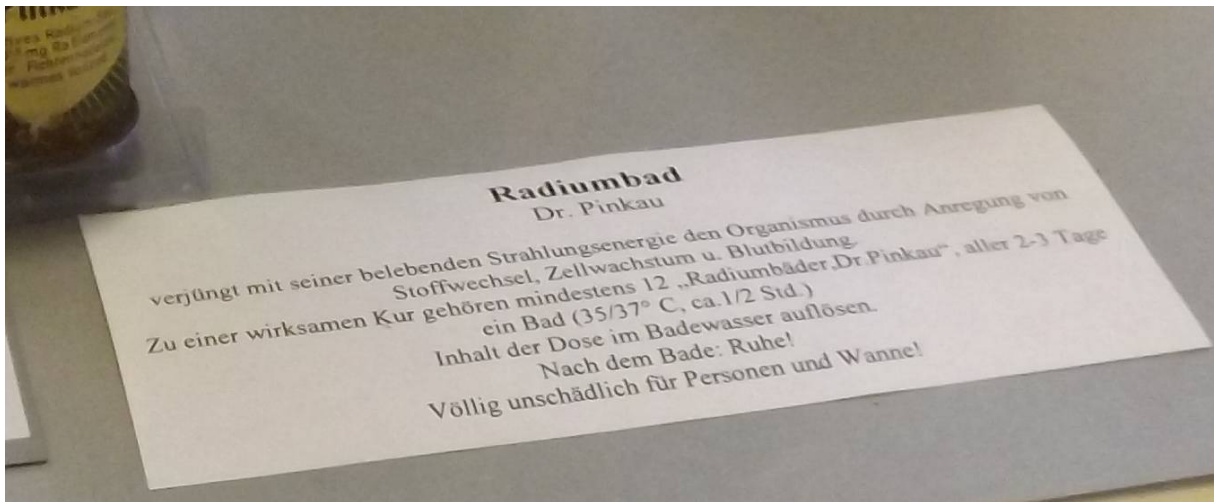 mg Ra
Radiumbad
Dr. Pinkau
verjüngt mit seiner belebenden Strahlungsenergie den Organismus durch Anregung von
Stoffwechsel, Zellwachstum u. Blutbildung.
Zu einer wirksamen Kur gehören mindestens 12 „Radiumbäder,Dr.Pinkau“, aller 2-3 Tage
ein Bad (35/37° C, ca.1/2 Std.)
Inhalt der Dose im Badewasser auflösen.
Nach dem Bade: Ruhe!
Völlig unschädlich für Personen und Wanne!